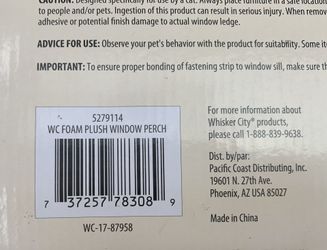 CAUTION: Designed specifically for use by a cat. Always place furniture in a safe location
to people and/or pets. Ingestion of this product can result in serious injury. When remov
adhesive or potential finish damage to actual window ledge.
ADVICE FOR USE: Observe your pet's behavior with the product for suitability. Some it
IMPORTANT: To ensure proper bonding of fastening strip to window sill, make sure th
5279114
WC FOAM PLUSH WINDOW PERCH
7 37257 78308 9
WC-17-87958
For more information about
Whisker City® products,
please call 1-888-839-9638.
Dist. by/par:
Pacific Coast Distributing, Inc.
19601 N. 27th Ave.
Phoenix, AZ USA 85027
Made in China